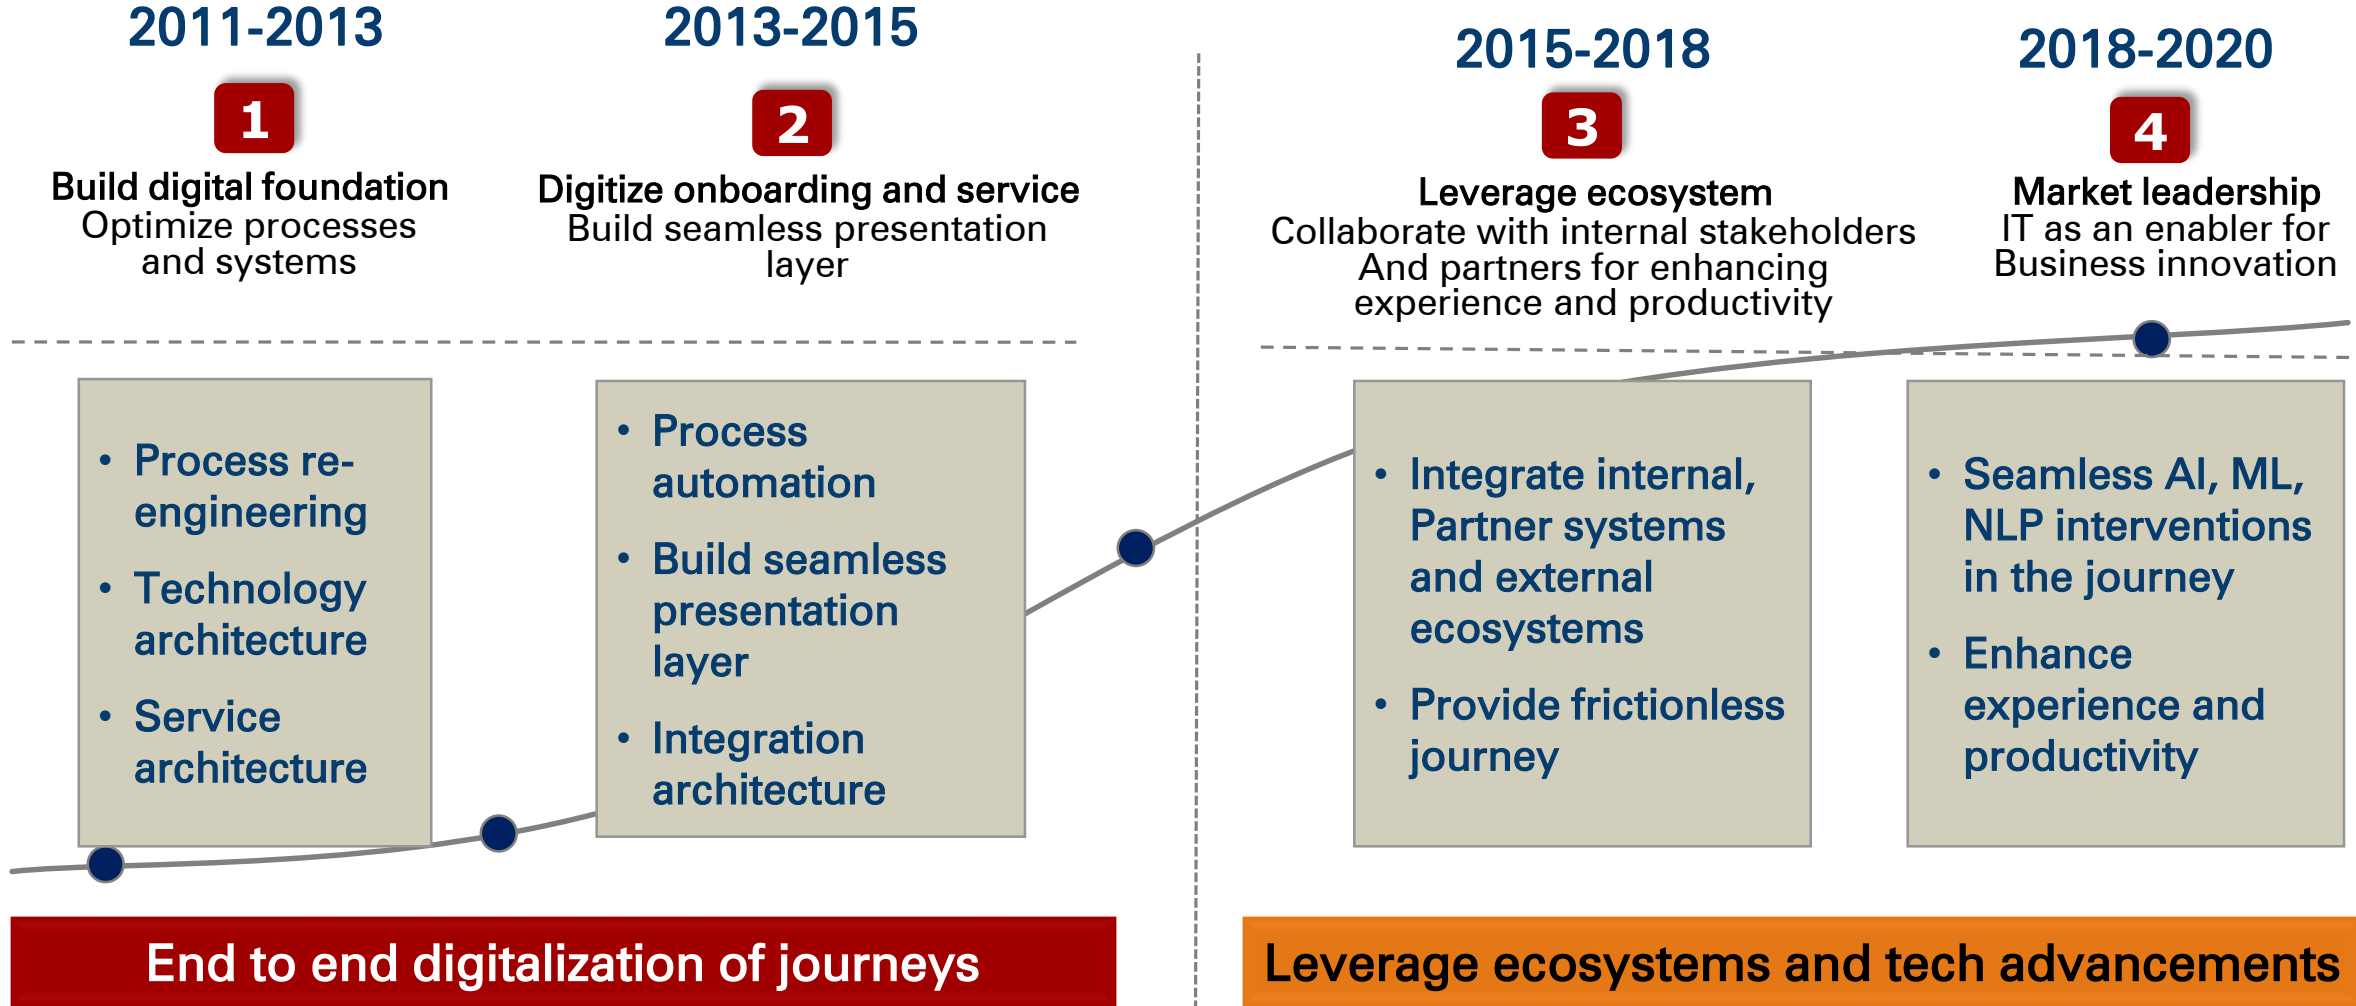 2011-2013
1
Build digital foundation
Optimize processes
and systems
2013-2015
2
Digitize onboarding and service
Build seamless presentation
layer
2015-2018
3
Leverage ecosystem
Collaborate with internal stakeholders
And partners for enhancing
experience and productivity
2018-2020
4
Market leadership
IT as an enabler for
Business innovation
• Process re-
engineering
• Technology
architecture
• Service
architecture
• Process
automation
• Build seamless
presentation
layer
• Integration
architecture
• Integrate internal,
Partner systems
and external
ecosystems
• Provide frictionless
journey
• Seamless AI, ML,
NLP interventions
in the journey
• Enhance
experience and
productivity
End to end digitalization of journeys
Leverage ecosystems and tech advancements